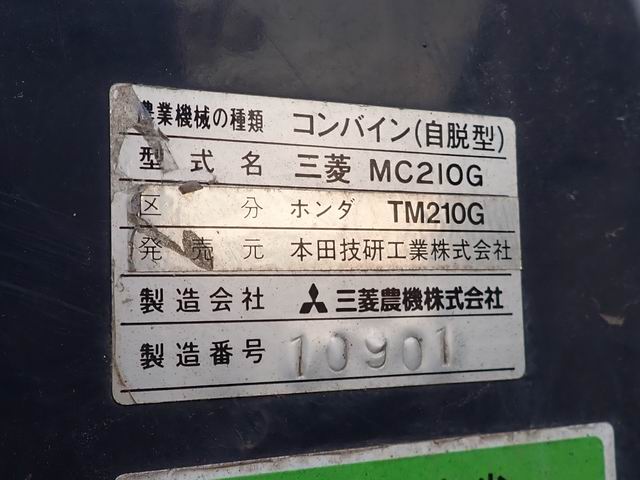 農業機械の種類 コンバイン(自脱型)
型式名 三菱 MC210G
区分 ホンダ TM210G
発売元 本田技研工業株式会社
製造会社 三菱農機株式会社
製造番号 10901